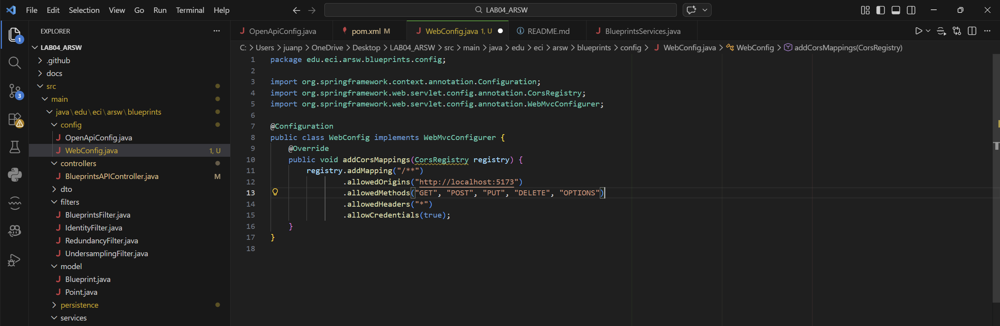 File Edit Selection View Go Run Terminal Help
LAB04_ARSW
EXPLORER
LAB04_ARSW
.github
docs
src
main
java\edu\eci\arsw\blueprints
config
OpenApiConfig.java
WebConfig.java 1, U
controllers
BlueprintsAPIController.java M
dto
filters
BlueprintsFilter.java
IdentityFilter.java
RedundancyFilter.java
UndersamplingFilter.java
model
Blueprint.java
Point.java
persistence
services
1
3
OpenApiConfig.java pom.xml M WebConfig.java 1, U README.md BlueprintsServices.java
C: > Users > juanp > OneDrive > Desktop > LAB04_ARSW > src > main > java > edu > eci > arsw > blueprints > config > WebConfig.java > WebConfig > addCorsMappings(CorsRegistry)
1 package edu.eci.arsw.blueprints.config;
2
3 import org.springframework.context.annotation.Configuration;
4 import org.springframework.web.servlet.config.annotation.CorsRegistry;
5 import org.springframework.web.servlet.config.annotation.WebMvcConfigurer;
6
7 @Configuration
8 public class WebConfig implements WebMvcConfigurer {
9 @Override
10 public void addCorsMappings(CorsRegistry registry) {
11 registry.addMapping("/**")
12 .allowedOrigins("http://localhost:5173")
13 .allowedMethods("GET", "POST", "PUT", "DELETE", "OPTIONS")
14 .allowedHeaders("*")
15 .allowCredentials(true);
16 }
17 }
18